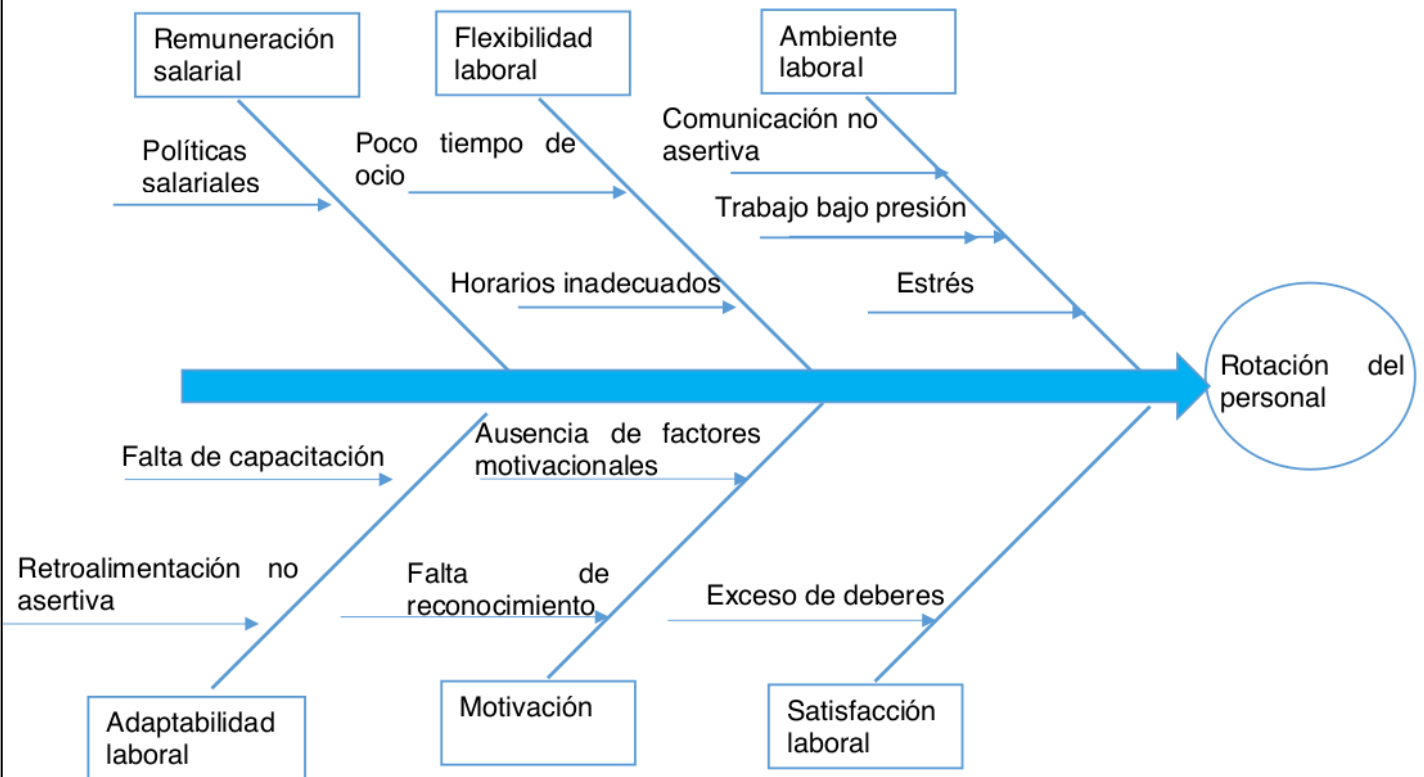 Remuneración
salarial
Flexibilidad
laboral
Ambiente
laboral
Políticas
salariales
Poco tiempo de
ocio
Horarios inadecuados
Comunicación no
asertiva
Trabajo bajo presión
Estrés
Rotación del
personal
Falta de capacitación
Retroalimentación no
asertiva
Ausencia de factores
motivacionales
Falta de
reconocimiento
Exceso de deberes
Adaptabilidad
laboral
Motivación
Satisfacción
laboral